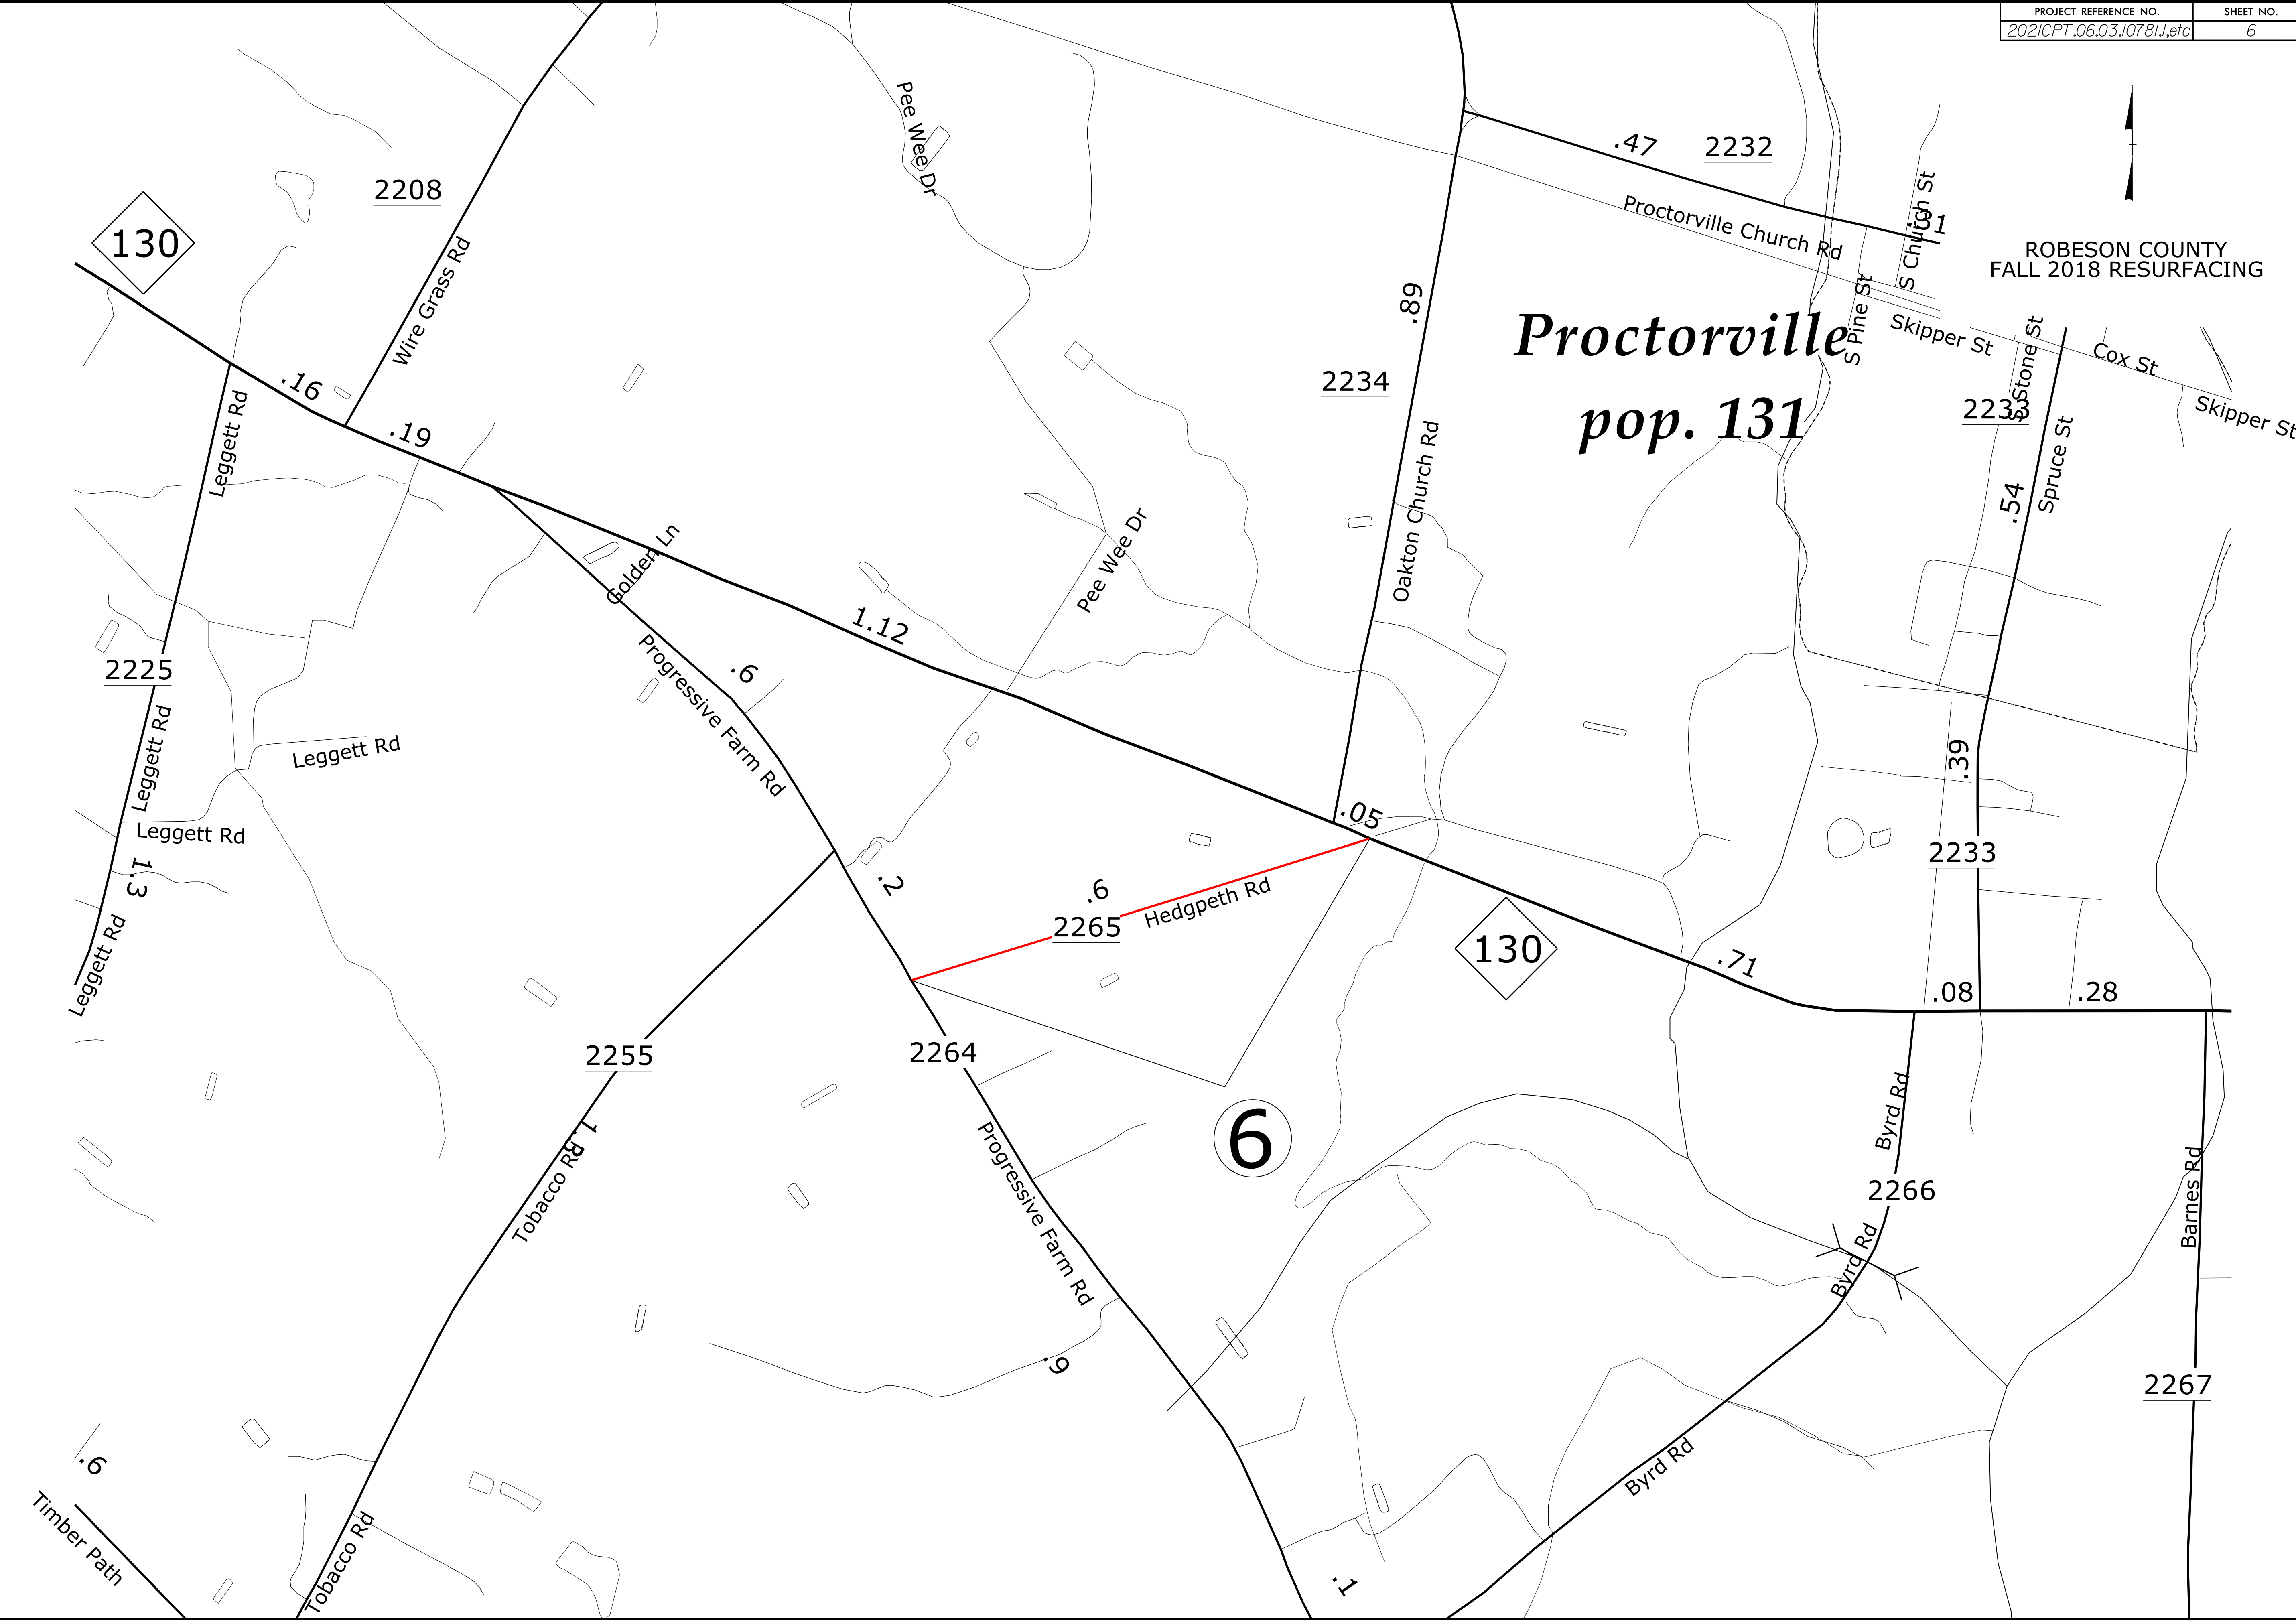 PROJECT REFERENCE NO.
SHEET NO.
2021CPT.06.03.10781.1,etc
6
ROBESON COUNTY
FALL 2018 RESURFACING
Pee Wee Dr
.47
2232
2208
130
Wire Grass Rd
Proctorville Church Rd
S Church St
.31
.89
Proctorville
pop. 131
S Pine St
Skipper St
S Stone St
Cox St
Skipper St
2234
2233
.16
.19
Leggett Rd
Oakton Church Rd
Spruce St
.54
Golden Ln
Pee Wee Dr
1.12
2225
Progressive Farm Rd
.6
Leggett Rd
Leggett Rd
.39
Leggett Rd
1.3
.05
2233
.2
.6
2265
Hedgpeth Rd
130
.71
Leggett Rd
.08
.28
2255
2264
1.3
Tobacco Rd
6
Progressive Farm Rd
Byrd Rd
2266
Barnes Rd
Byrd Rd
.9
2267
.6
Timber Path
Byrd Rd
Tobacco Rd
.1